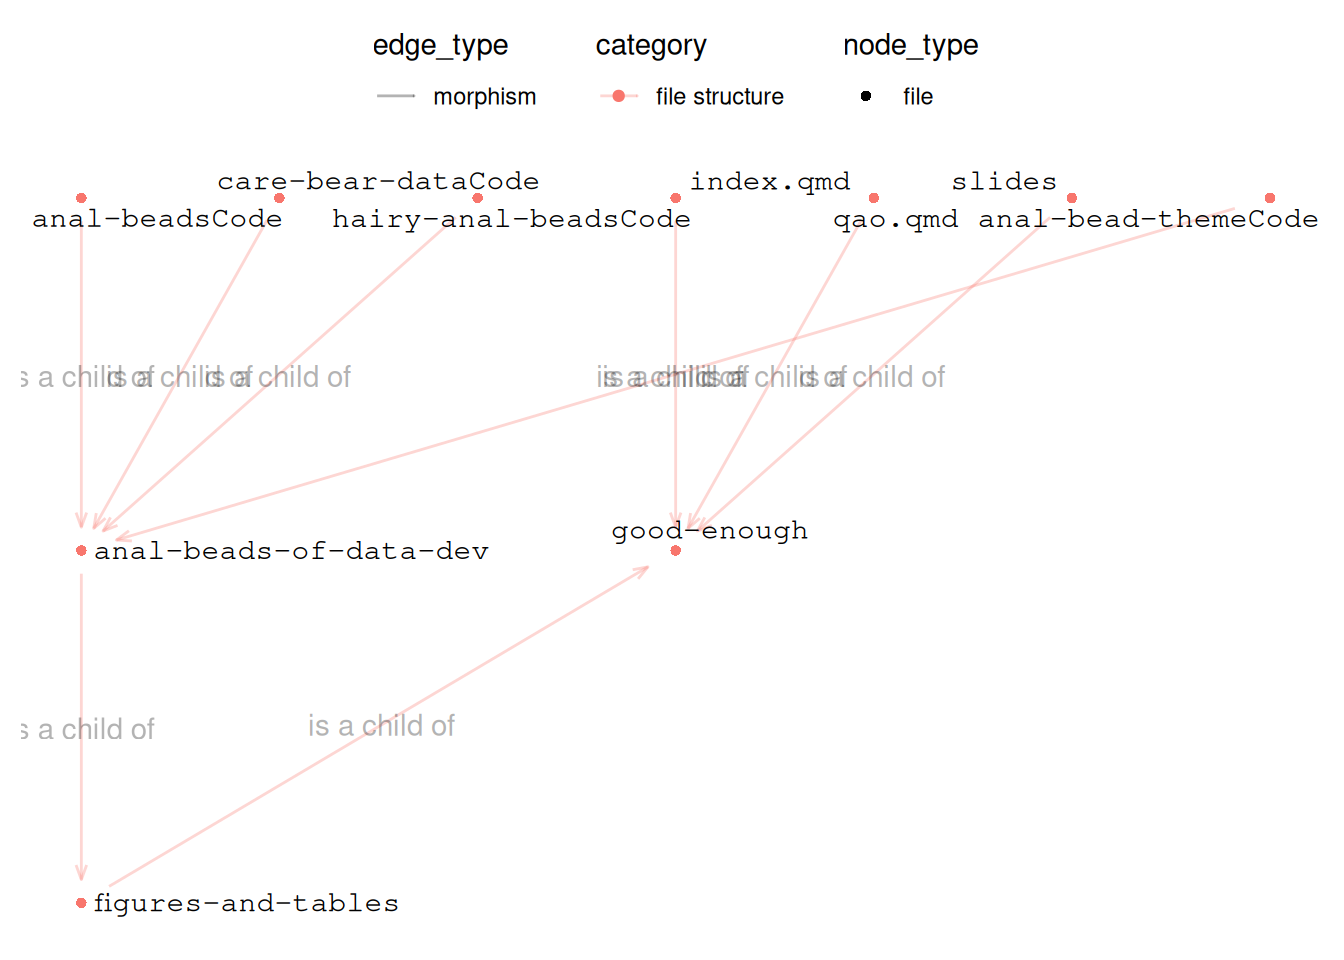 edge_type category node_type
morphism file structure file
care-bear-dataCode index.qmd slides
anal-beadsCode hairy-anal-beadsCode qao.qmd anal-bead-themeCode
s a child of is a child of is a child of is a child of is a child of is a child of is a child of
good-enough
anal-beads-of-data-dev
s a child of is a child of
figures-and-tables